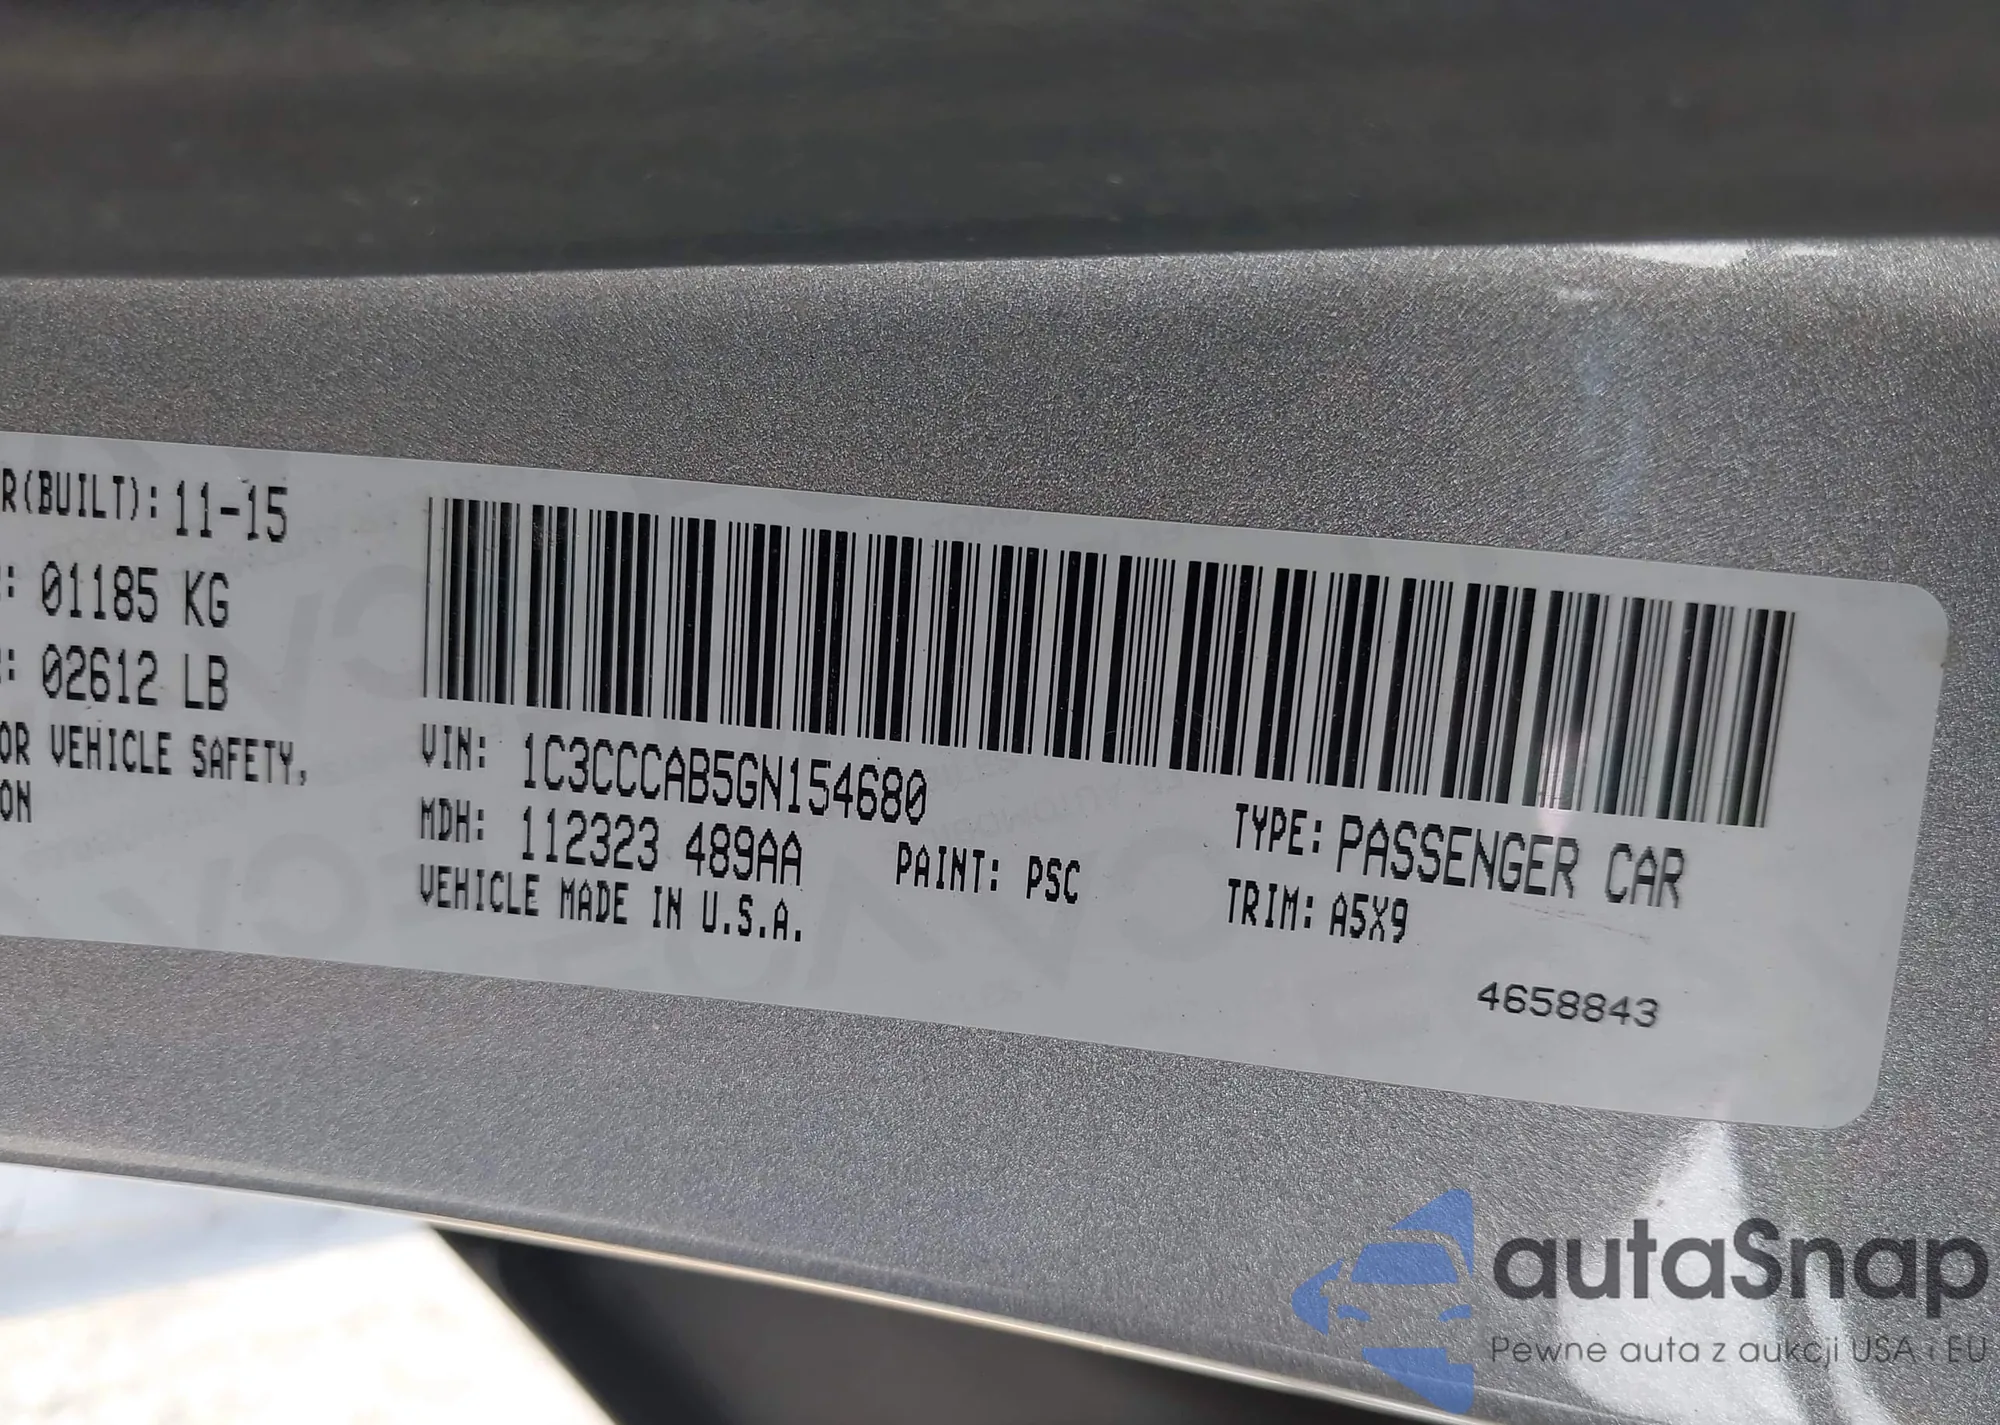 R(BUILT): 11-15
: 01185 KG
: 02612 LB
OR VEHICLE SAFETY,
ON
VIN: 1C3CCCAB5GN154680
MDH: 112323 489AA
PAINT: PSC
VEHICLE MADE IN U.S.A.
TYPE: PASSENGER CAR
TRIM: A5X9
4658843
autaSnap
Pewne auta z aukcji USA i EU